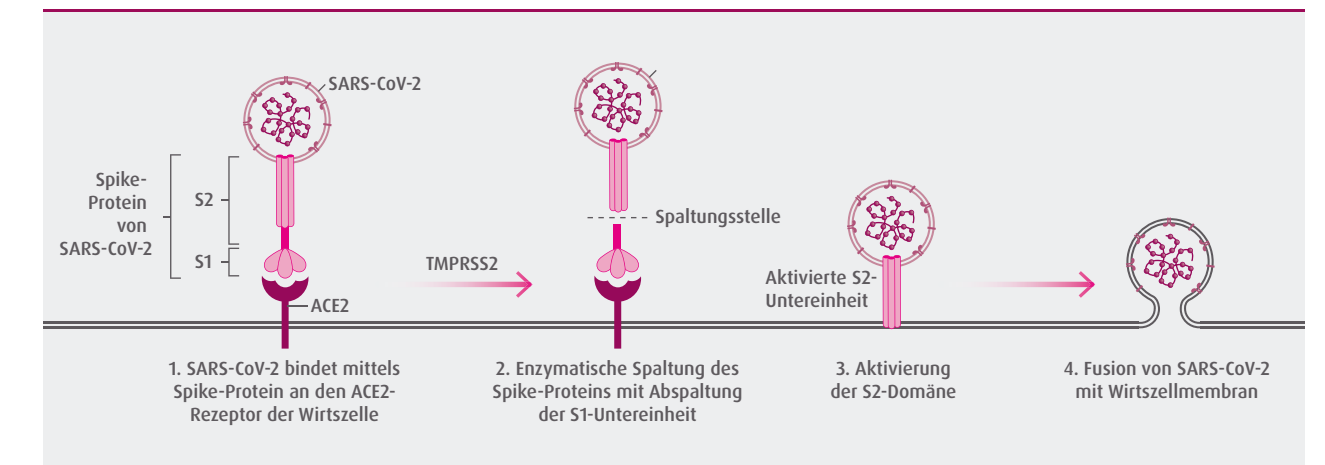 SARS-CoV-2
Spike-
Protein
von
SARS-CoV-2
S2
S1
ACE2
TMPRSS2
Spaltungsstelle
Aktivierte S2-
Untereinheit
1. SARS-CoV-2 bindet mittels
Spike-Protein an den ACE2-
Rezeptor der Wirtszelle
2. Enzymatische Spaltung des
Spike-Proteins mit Abspaltung
der S1-Untereinheit
3. Aktivierung
der S2-Domäne
4. Fusion von SARS-CoV-2
mit Wirtszellmembran